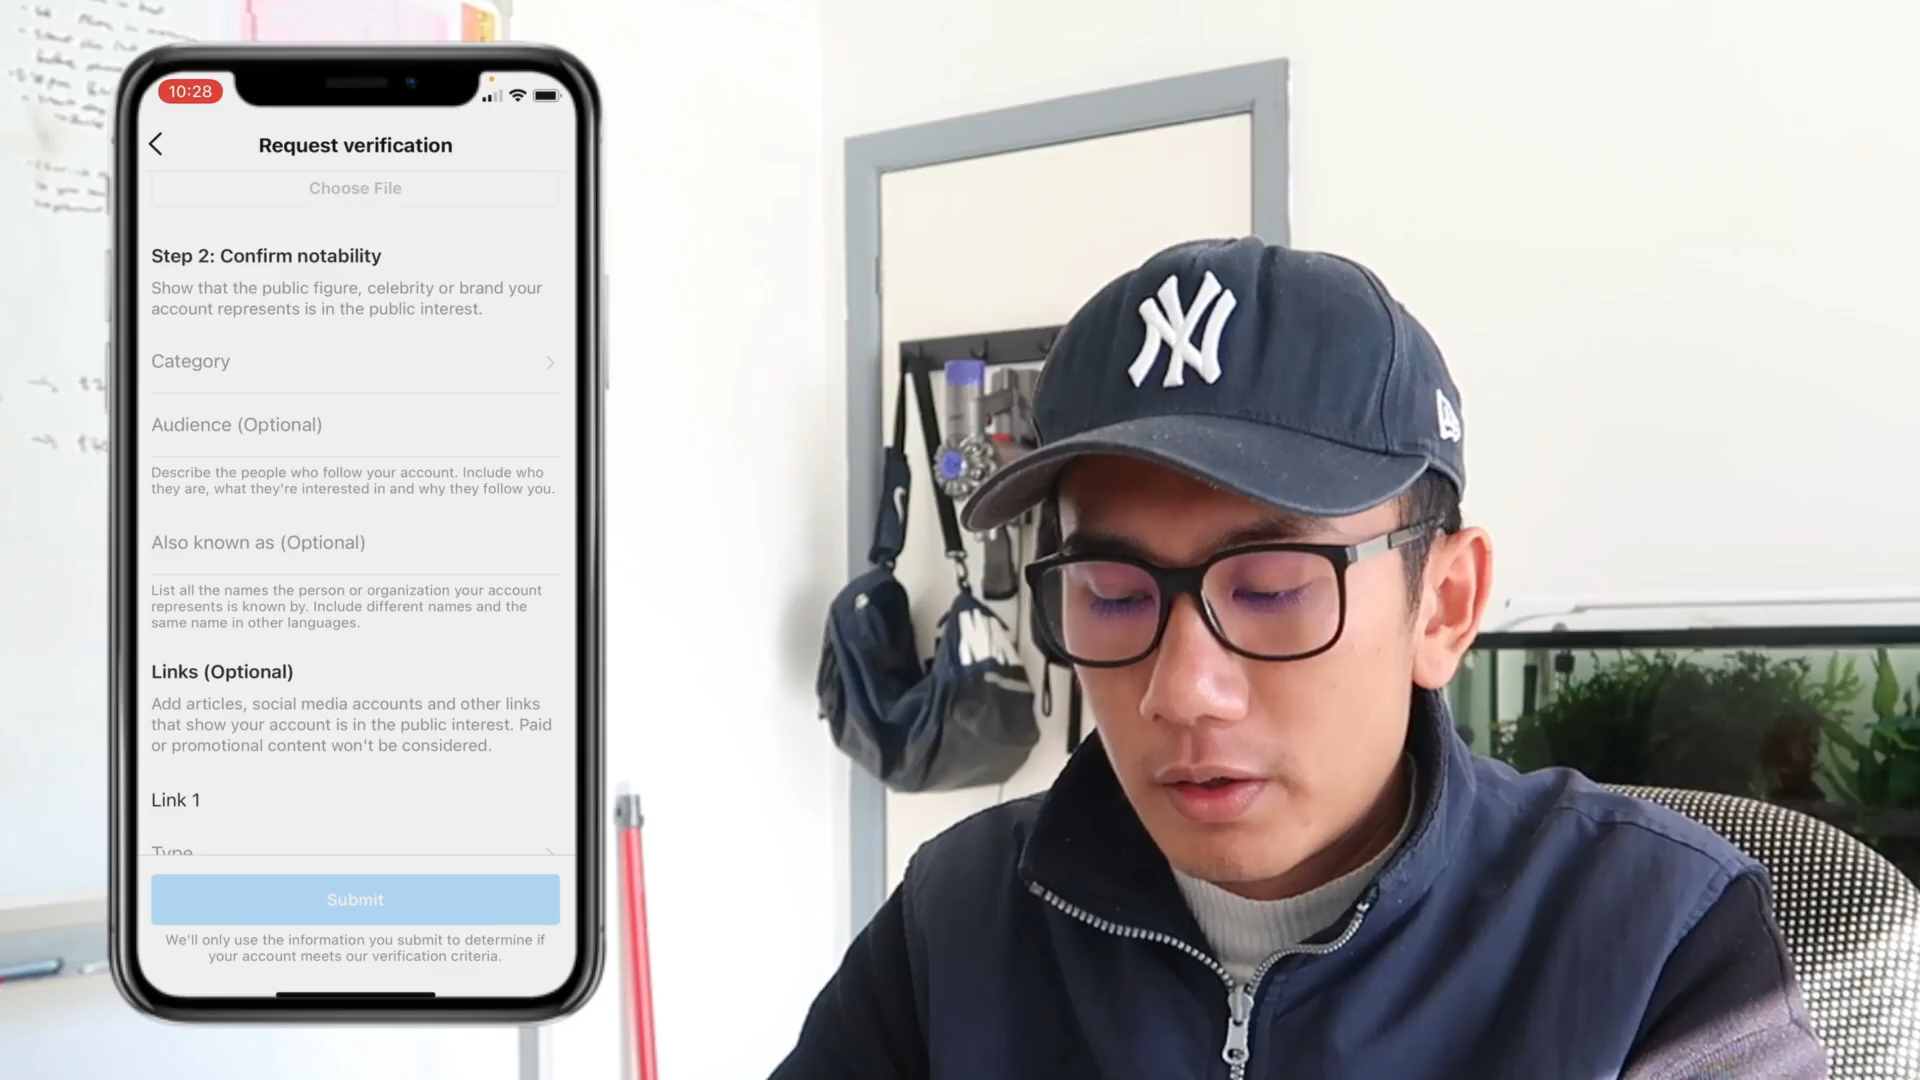 10:28
Request verification
Choose File
Step 2: Confirm notability
Show that the public figure, celebrity or brand your
account represents is in the public interest.
Category
Audience (Optional)
Describe the people who follow your account. Include who
they are, what they're interested in and why they follow you.
Also known as (Optional)
List all the names the person or organization your account
represents is known by. Include different names and the
same name in other languages.
Links (Optional)
Add articles, social media accounts and other links
that show your account is in the public interest. Paid
or promotional content won't be considered.
Link 1
Type
Submit
We'll only use the information you submit to determine if
your account meets our verification criteria.
NY